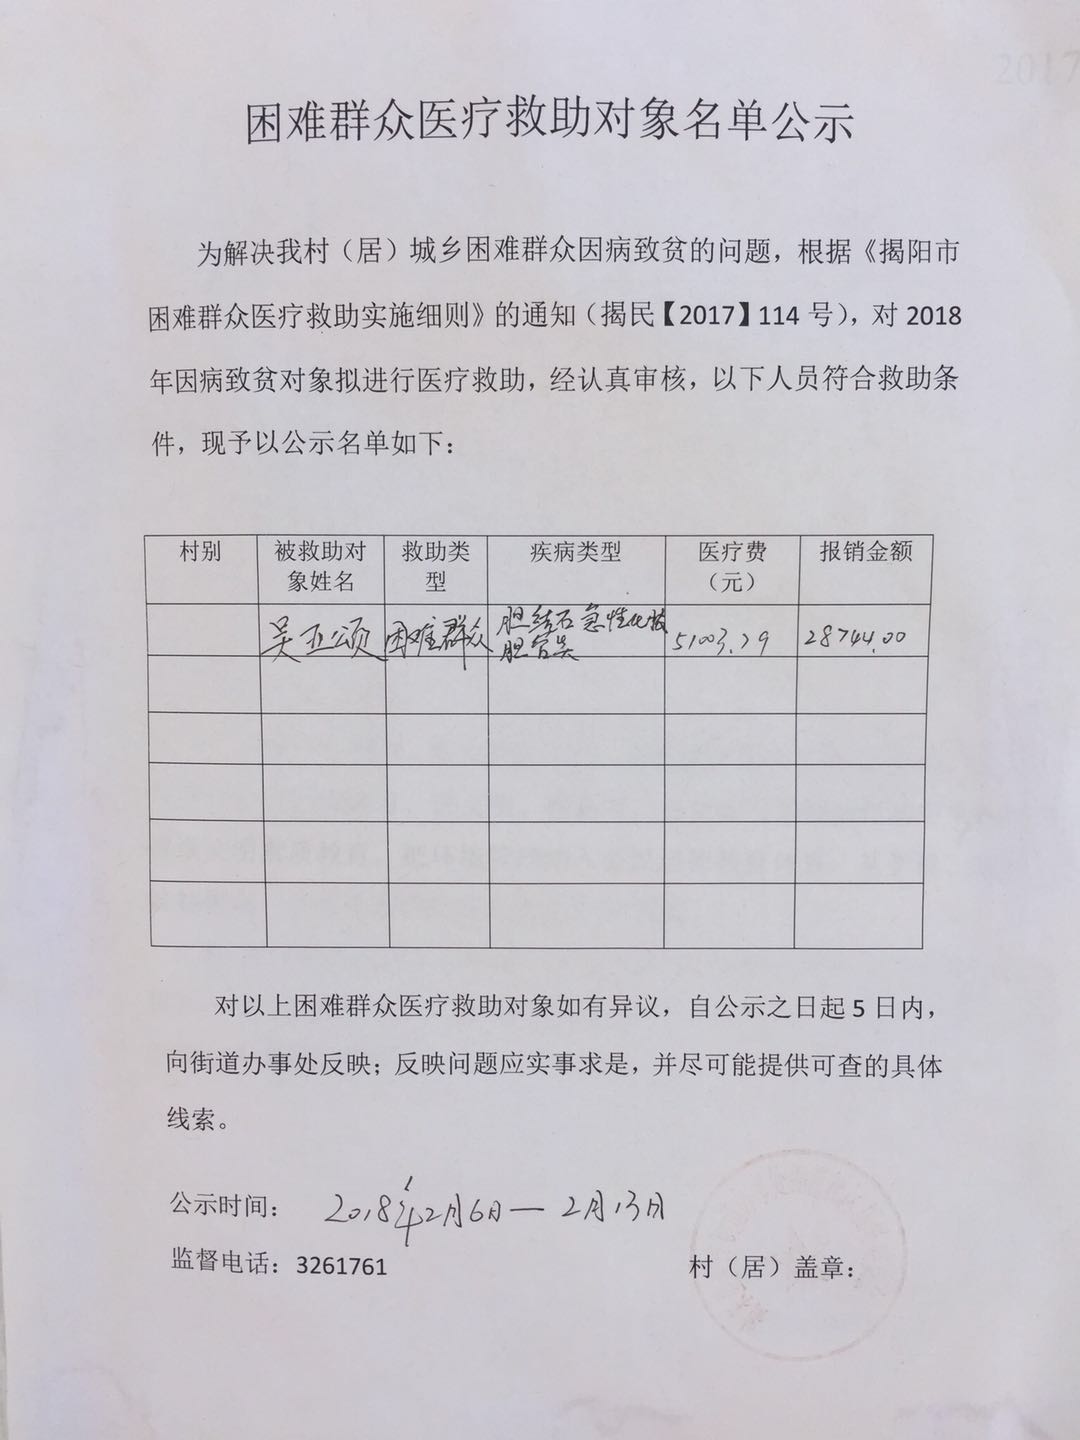 2017
困难群众医疗救助对象名单公示
为解决我村（居）城乡困难群众因病致贫的问题，根据《揭阳市
困难群众医疗救助实施细则》的通知（揭民【2017】114号），对2018
年因病致贫对象拟进行医疗救助，经认真审核，以下人员符合救助条
件，现予以公示名单如下：
村别 被救助对 救助类 疾病类型 医疗费 报销金额
象姓名 型 （元）
吴亚颂 困难群众 胆结石急性化脓 51003.79 28744.00
胆管炎
对以上困难群众医疗救助对象如有异议，自公示之日起5日内，
向街道办事处反映；反映问题应实事求是，并尽可能提供可查的具体
线索。
公示时间： 2018年2月6日—2月13日
监督电话：3261761 村（居）盖章：